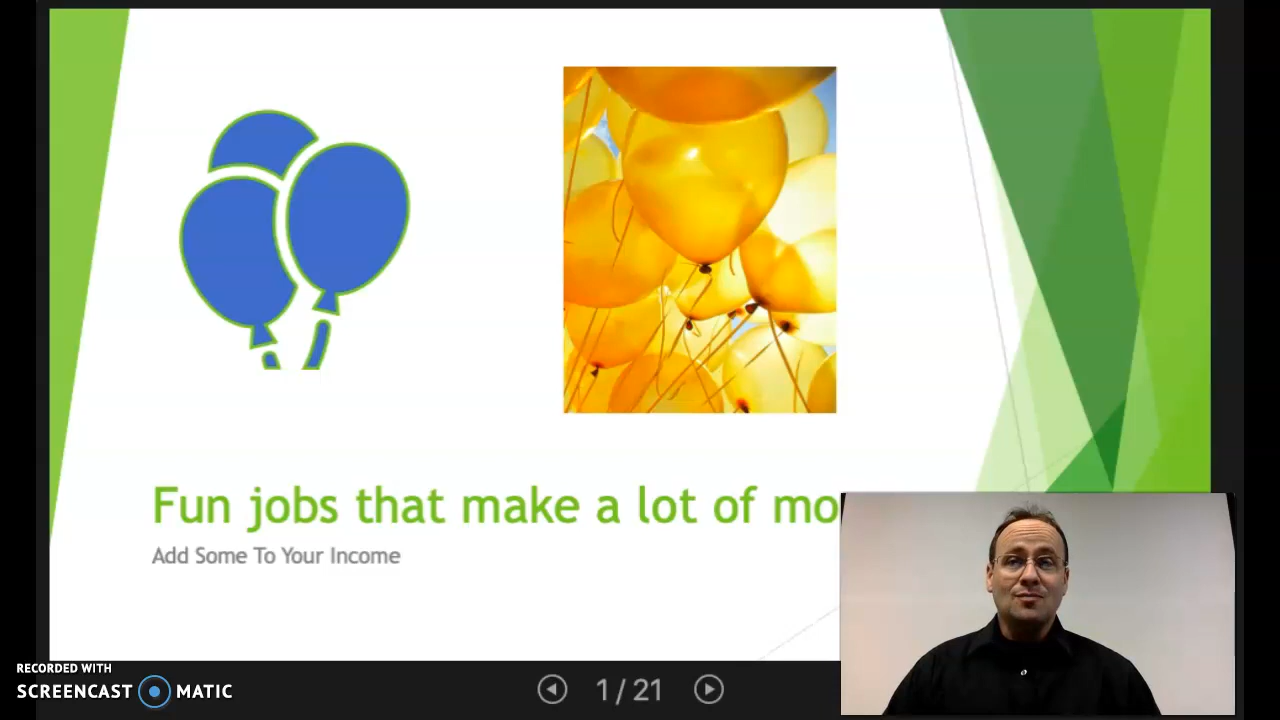 Fun jobs that make a lot of mo
Add Some To Your Income
RECORDED WITH
SCREENCAST MATIC
1 / 21